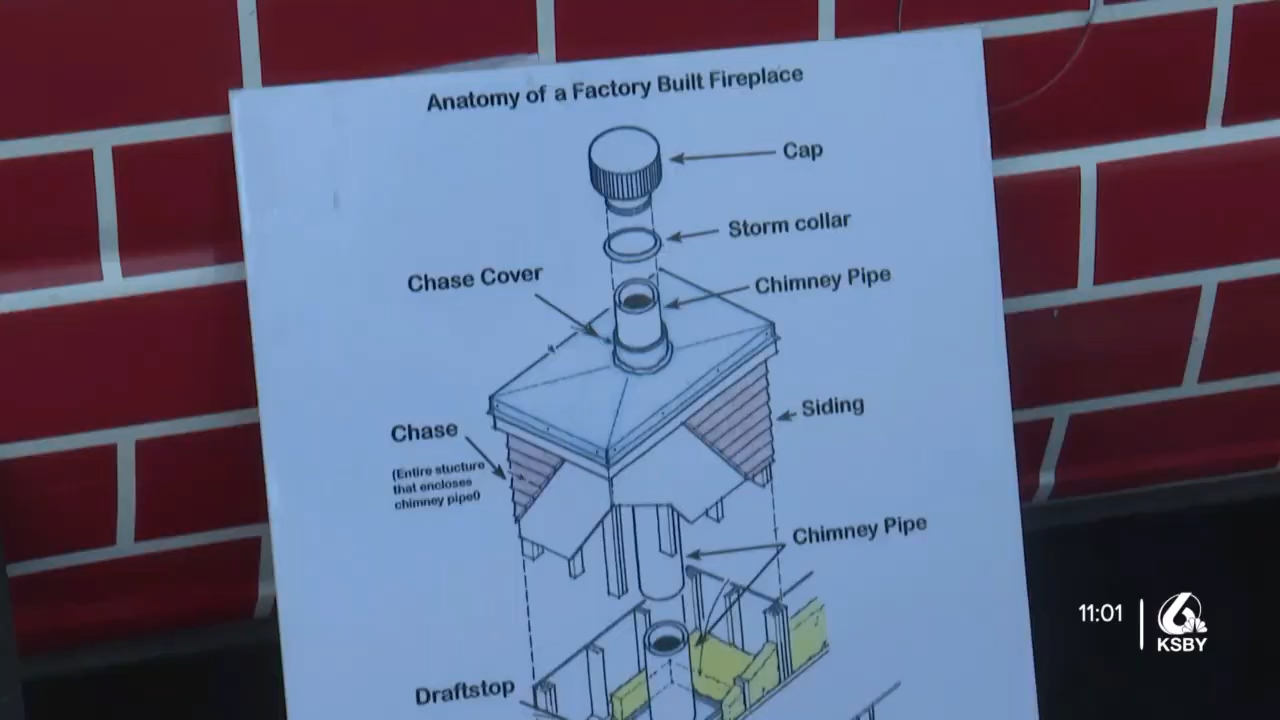 Anatomy of a Factory Built Fireplace
Cap
Storm collar
Chase Cover
Chimney Pipe
Siding
Chase
(Entire stucture
that encloses
chimney pipe0
Chimney Pipe
Draftstop
11:01
6
KSBY